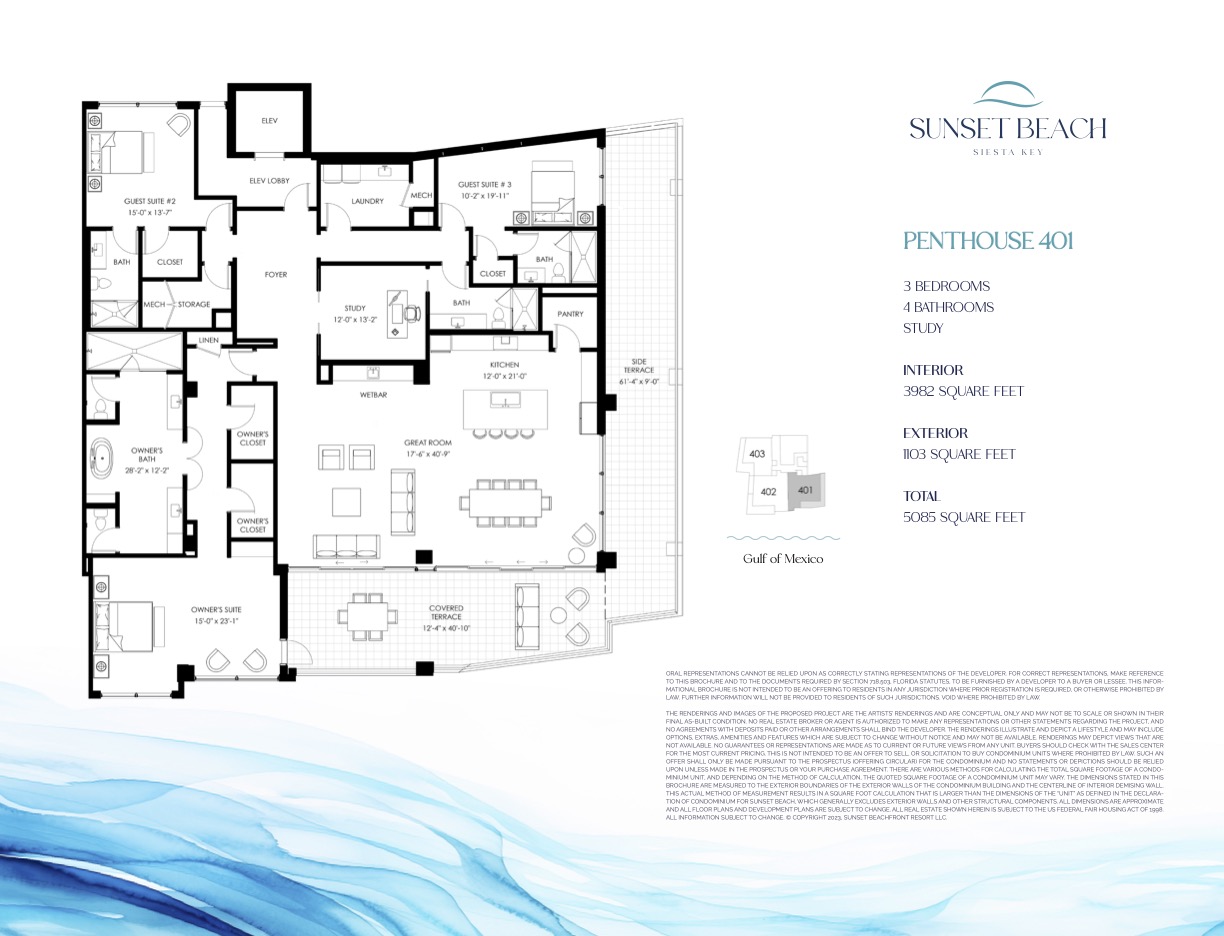 SUNSET BEACH
SIESTA KEY
PENTHOUSE 401
3 BEDROOMS
4 BATHROOMS
STUDY
INTERIOR
3982 SQUARE FEET
EXTERIOR
1103 SQUARE FEET
TOTAL
5085 SQUARE FEET
ELEV
ELEV LOBBY
LAUNDRY
MECH
GUEST SUITE # 3
10'-2" x 19'-11"
GUEST SUITE #2
15'-0" x 13'-7"
BATH
CLOSET
MECH
STORAGE
FOYER
CLOSET
BATH
STUDY
12'-0" x 13'-2"
BATH
PANTRY
LINEN
KITCHEN
12'-0" x 21'-0"
SIDE
TERRACE
61'-4" x 9'-0"
WETBAR
OWNER'S
CLOSET
GREAT ROOM
17'-6" x 40'-9"
OWNER'S
BATH
28'-2" x 12'-2"
OWNER'S
CLOSET
OWNER'S SUITE
15'-0" x 23'-1"
COVERED
TERRACE
12'-4" x 40'-10"
403
402
401
Gulf of Mexico
ORAL REPRESENTATIONS CANNOT BE RELIED UPON AS CORRECTLY STATING REPRESENTATIONS OF THE DEVELOPER. FOR CORRECT REPRESENTATIONS, MAKE REFERENCE
TO THIS BROCHURE AND TO THE DOCUMENTS REQUIRED BY SECTION 718.503, FLORIDA STATUTES, TO BE FURNISHED BY A DEVELOPER TO A BUYER OR LESSEE. THIS INFOR-
MATIONAL BROCHURE IS NOT INTENDED TO BE AN OFFERING TO RESIDENTS IN ANY JURISDICTION WHERE PRIOR REGISTRATION IS REQUIRED, OR OTHERWISE PROHIBITED BY
LAW. FURTHER INFORMATION WILL NOT BE PROVIDED TO RESIDENTS OF SUCH JURISDICTIONS. VOID WHERE PROHIBITED BY LAW.
THE RENDERINGS AND IMAGES OF THE PROPOSED PROJECT ARE THE ARTISTS' RENDERINGS AND ARE CONCEPTUAL ONLY AND MAY NOT BE TO SCALE OR SHOWN IN THEIR
FINAL AS-BUILT CONDITION. NO REAL ESTATE BROKER OR AGENT IS AUTHORIZED TO MAKE ANY REPRESENTATIONS OR OTHER STATEMENTS REGARDING THE PROJECT, AND
NO AGREEMENTS WITH DEPOSITS PAID OR OTHER ARRANGEMENTS SHALL BIND THE DEVELOPER. THE RENDERINGS ILLUSTRATE AND DEPICT A LIFESTYLE AND MAY INCLUDE
OPTIONS, EXTRAS, AMENITIES AND FEATURES WHICH ARE SUBJECT TO CHANGE WITHOUT NOTICE AND MAY NOT BE AVAILABLE. RENDERINGS MAY DEPICT VIEWS THAT ARE
NOT AVAILABLE. NO GUARANTEES OR REPRESENTATIONS ARE MADE AS TO CURRENT OR FUTURE VIEWS FROM ANY UNIT. BUYERS SHOULD CHECK WITH THE SALES CENTER
FOR THE MOST CURRENT PRICING. THIS IS NOT INTENDED TO BE AN OFFER TO SELL, OR SOLICITATION TO BUY CONDOMINIUM UNITS WHERE PROHIBITED BY LAW. SUCH AN
OFFER SHALL ONLY BE MADE PURSUANT TO THE PROSPECTUS (OFFERING CIRCULAR) FOR THE CONDOMINIUM AND NO STATEMENTS OR DEPICTIONS SHOULD BE RELIED
UPON UNLESS MADE IN THE PROSPECTUS OR YOUR PURCHASE AGREEMENT. THERE ARE VARIOUS METHODS FOR CALCULATING THE TOTAL SQUARE FOOTAGE OF A CONDO-
MINIUM UNIT, AND DEPENDING ON THE METHOD OF CALCULATION, THE QUOTED SQUARE FOOTAGE OF A CONDOMINIUM UNIT MAY VARY. THE DIMENSIONS STATED IN THIS
BROCHURE ARE MEASURED TO THE EXTERIOR BOUNDARIES OF THE EXTERIOR WALLS OF THE CONDOMINIUM BUILDING AND THE CENTERLINE OF INTERIOR DEMISING WALL.
THIS ACTUAL METHOD OF MEASUREMENT RESULTS IN A SQUARE FOOT CALCULATION THAT IS LARGER THAN THE DIMENSIONS OF THE "UNIT" AS DEFINED IN THE DECLARA-
TION OF CONDOMINIUM FOR SUNSET BEACH, WHICH GENERALLY EXCLUDES EXTERIOR WALLS AND OTHER STRUCTURAL COMPONENTS. ALL DIMENSIONS ARE APPROXIMATE
AND ALL FLOOR PLANS AND DEVELOPMENT PLANS ARE SUBJECT TO CHANGE. ALL REAL ESTATE SHOWN HEREIN IS SUBJECT TO THE US FEDERAL FAIR HOUSING ACT OF 1998.
ALL INFORMATION SUBJECT TO CHANGE. © COPYRIGHT 2023, SUNSET BEACHFRONT RESORT LLC.